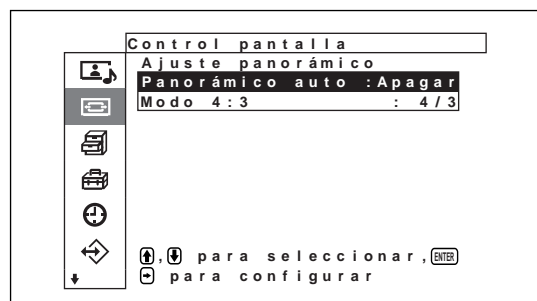 Control pantalla
Ajuste panorámico
Panorámico auto :Apagar
Modo 4:3 : 4/3
, para seleccionar, ENTER
para configurar